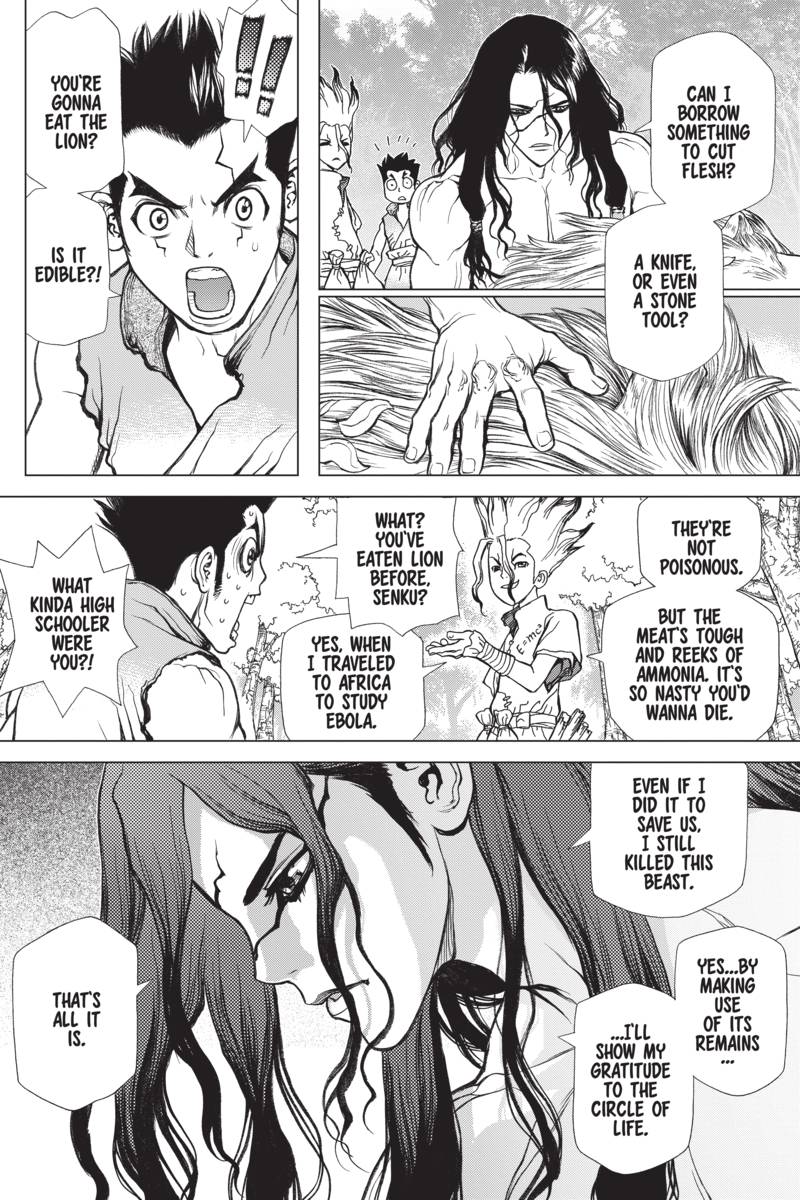 CAN I
BORROW
SOMETHING
TO CUT
FLESH?
A KNIFE,
OR EVEN
A STONE
TOOL?
!!
YOU'RE
GONNA
EAT THE
LION?
IS IT
EDIBLE?!
THEY'RE
NOT
POISONOUS.
BUT THE
MEAT'S TOUGH
AND REEKS OF
AMMONIA. IT'S
SO NASTY YOU'D
WANNA DIE.
E=mc2
WHAT?
YOU'VE
EATEN LION
BEFORE,
SENKU?
YES, WHEN
I TRAVELED
TO AFRICA
TO STUDY
EBOLA.
WHAT
KINDA HIGH
SCHOOLER
WERE
YOU?!
EVEN IF I
DID IT TO
SAVE US,
I STILL
KILLED THIS
BEAST.
YES...BY
MAKING
USE
OF ITS
REMAINS
...
...I'LL
SHOW MY
GRATITUDE
TO THE
CIRCLE OF
LIFE.
THAT'S
ALL IT
IS.